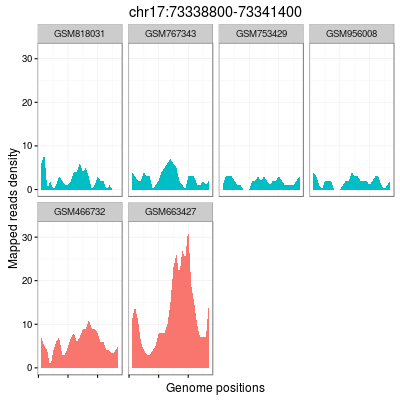 chr17:73338800-73341400
GSM818031 GSM767343 GSM753429 GSM956008
30
20
10
0
GSM466732 GSM663427
30
20
10
0
Mapped reads density
Genome positions